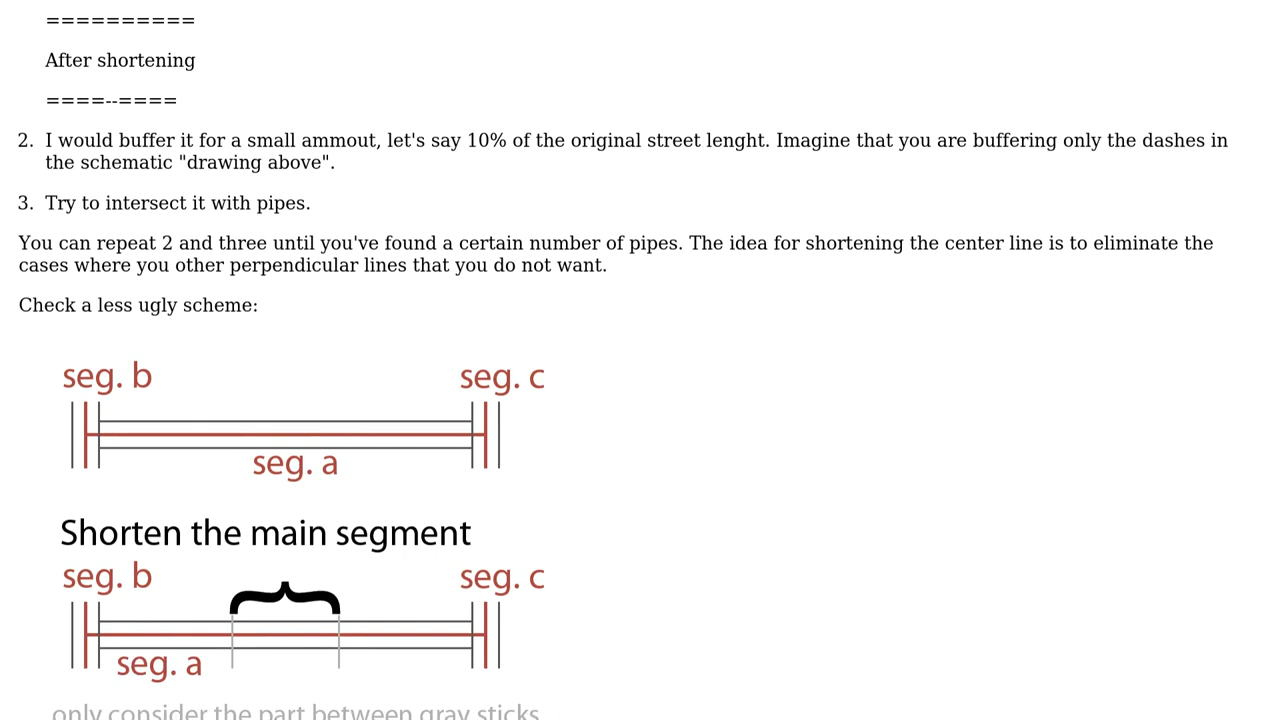 ==========
After shortening
====--====
2. I would buffer it for a small ammout, let's say 10% of the original street lenght. Imagine that you are buffering only the dashes in
the schematic "drawing above".
3. Try to intersect it with pipes.
You can repeat 2 and three until you've found a certain number of pipes. The idea for shortening the center line is to eliminate the
cases where you other perpendicular lines that you do not want.
Check a less ugly scheme:
seg. b
seg. c
seg. a
Shorten the main segment
seg. b
seg. c
seg. a
only consider the part between gray sticks